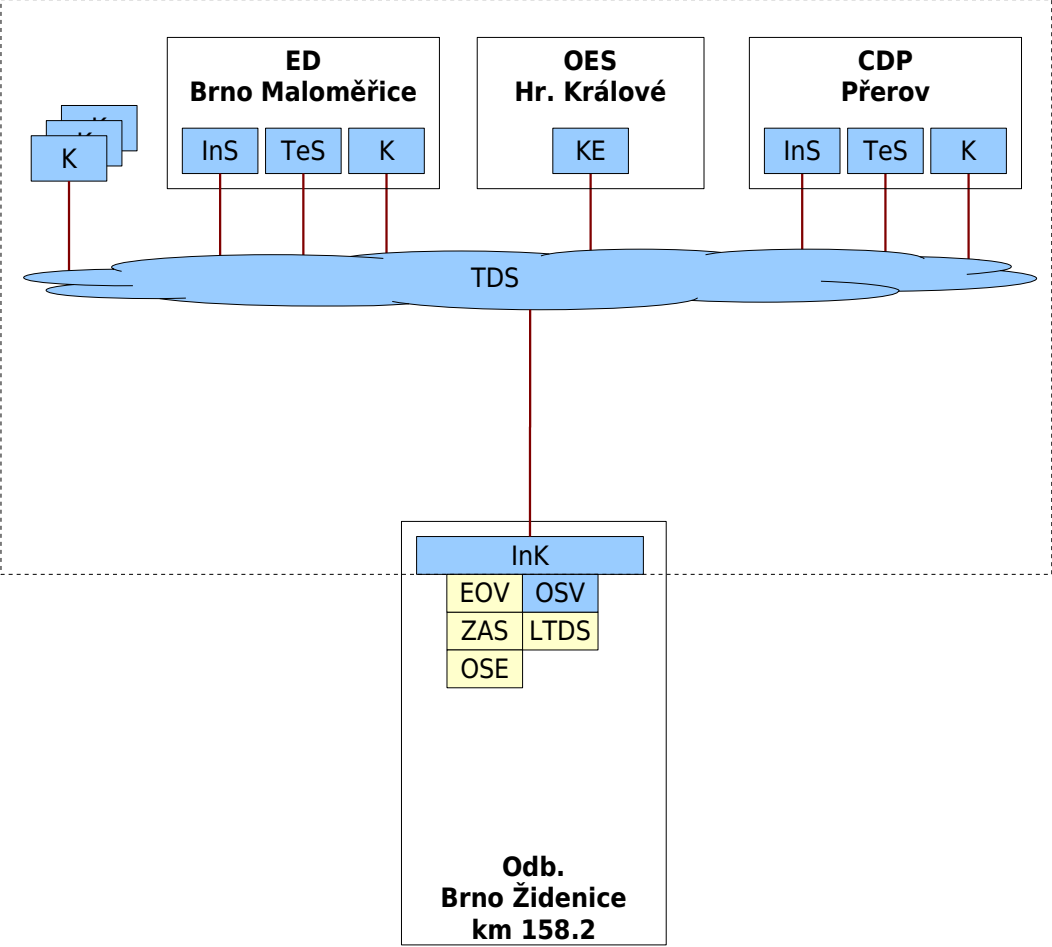 ED
Brno Maloměřice
OES
Hr. Králové
CDP
Přerov
K
K
K
InS
TeS
K
KE
InS
TeS
K
TDS
InK
EOV
OSV
ZAS
LTDS
OSE
Odb.
Brno Židenice
km 158.2